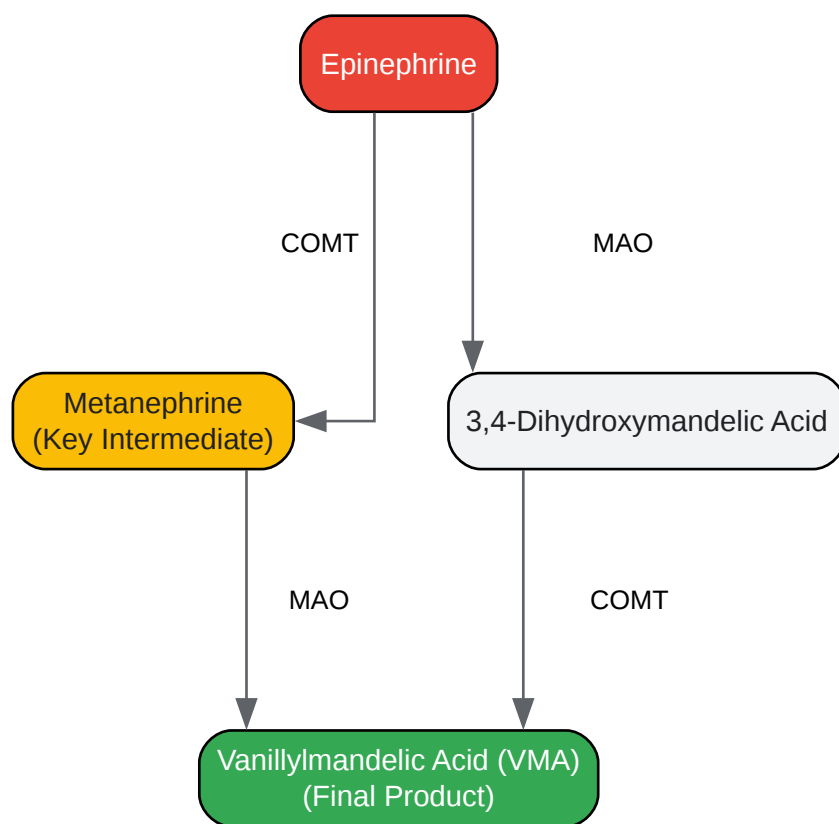 Epinephrine
COMT
MAO
Metanephrine
(Key Intermediate)
3,4-Dihydroxymandelic Acid
MAO
COMT
Vanillylmandelic Acid (VMA)
(Final Product)